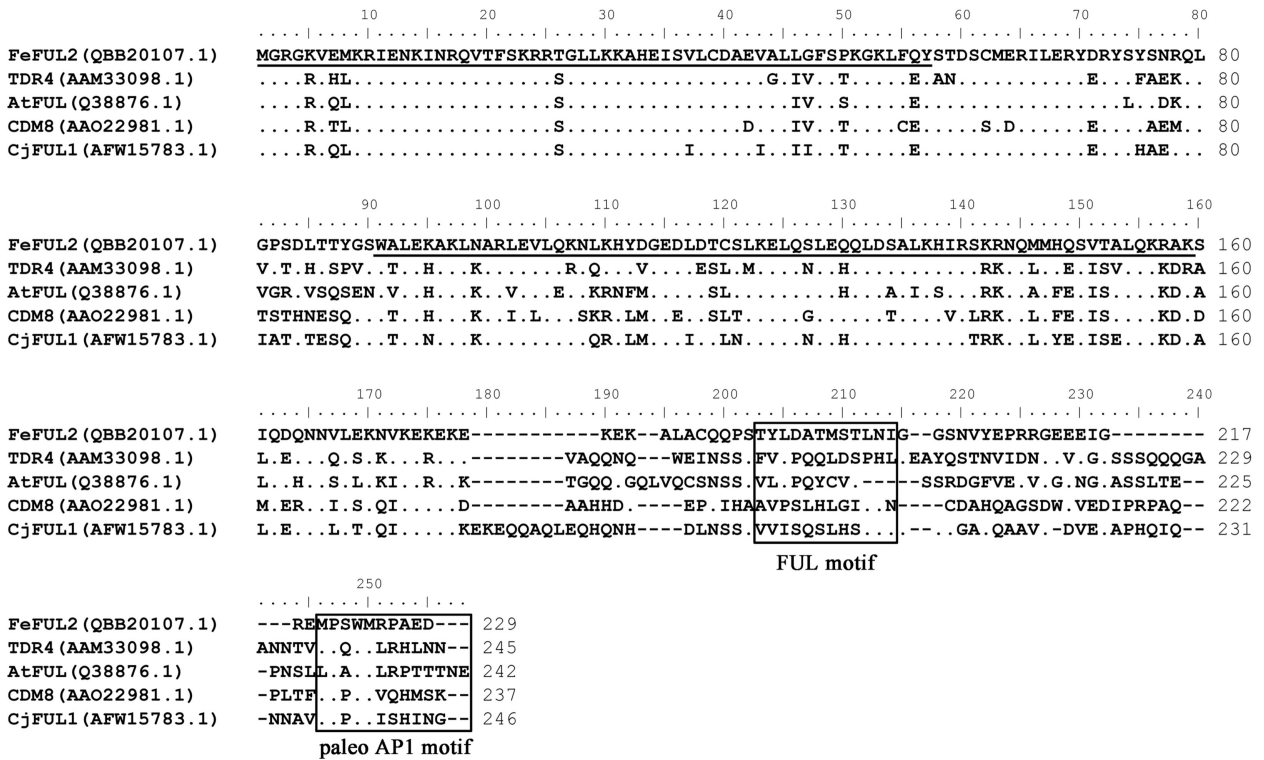 10 20 30 40 50 60 70 80
....|....|....|....|....|....|....|....|....|....|....|....|....|....|....|....|
FeFUL2(QBB20107.1) MGRGKVEMKRIENKINRQVTFSKRRTGLLKKAHEISVLCDAEVALLGFSPKGKLFQYSTDSCMERILERYDRYSYSNRQL 80
TDR4(AAM33098.1) ....R.HL.................S.................G.IV..T.....E.AN...........E...FAEK.. 80
AtFUL(Q38876.1) ....R.QL.................S...................IV..S.....E.................L..DK.. 80
CDM8(AAO22981.1) ....R.TL.................S...............D...IV..T....CE.....S.D......E....AEM.. 80
CjFUL1(AFW15783.1) ....R.QL.................S..........I.....I..II..T.....E..............E...HAE... 80
90 100 110 120 130 140 150 160
....|....|....|....|....|....|....|....|....|....|....|....|....|....|....|....|
FeFUL2(QBB20107.1) GPSDLTTYGSWALEKAKLNARLEVLQKNLKHYDGEDLDTCSLKELQSLEQQLDSALKHIRSKRNQMMHQSVTALQKRAKS 160
TDR4(AAM33098.1) V.T.H.SPV..T..H...K.......R.Q...V....ESL.M....N..H...........RK..L..E.ISV...KDRA 160
AtFUL(Q38876.1) VGR.VSQSEN.V..H...K..V...E..KRNFM.....SL.........H...A.I.S...RK..A.FE.IS....KD.A 160
CDM8(AAO22981.1) TSTHNESQ...T..H...K..I.L...SKR.LM..E..SLT.....G......T....V.LRK..L.FE.IS....KD.D 160
CjFUL1(AFW15783.1) IAT.TESQ...T..N...K.........QR.LM...I..LN.....N..H..........TRK..L.YE.ISE...KD.A 160
170 180 190 200 210 220 230 240
....|....|....|....|....|....|....|....|....|....|....|....|....|....|....|....|
FeFUL2(QBB20107.1) IQDQNNVLEKNVKEKEKE-----------KEK--ALACQQPSTYLDATMSTLNIG--GSNVYEPRRGEEEIG-------- 217
TDR4(AAM33098.1) L.E...Q.S.K...R...--------VAQQNQ---WEINSS.FV.PQQLDSPHL.EAYQSTNVIDN..V.G.SSSQQQGA 229
AtFUL(Q38876.1) L..H...S.L.KI..R..K--------TGQQ.GQLVQCSNSS.VL.PQYCV.-----SSRDGFVE.V.G.NG.ASSLTE-- 225
CDM8(AAO22981.1) M.ER..I.S.QI.....D--------AAHHD.----EP.IHAAVPSLHLGI..N----CDAHQAGSDW.VEDIPRPAQ-- 222
CjFUL1(AFW15783.1) L.E...L.T.QI.....KEKEQQAQLEQHQNH----DLNSS.VVISQSLHS....--..GA.QAAV.-DVE.APHQIQ-- 231
FUL motif
250
....|....|....|...
FeFUL2(QBB20107.1) ---REMPSWMRPAED--- 229
TDR4(AAM33098.1) ANNTV..Q..LRHLNN-- 245
AtFUL(Q38876.1) -PNSLL.A..LRPTTTNE 242
CDM8(AAO22981.1) -PLTF..P..VQHMSK-- 237
CjFUL1(AFW15783.1) -NNAV..P..ISHING-- 246
paleo AP1 motif